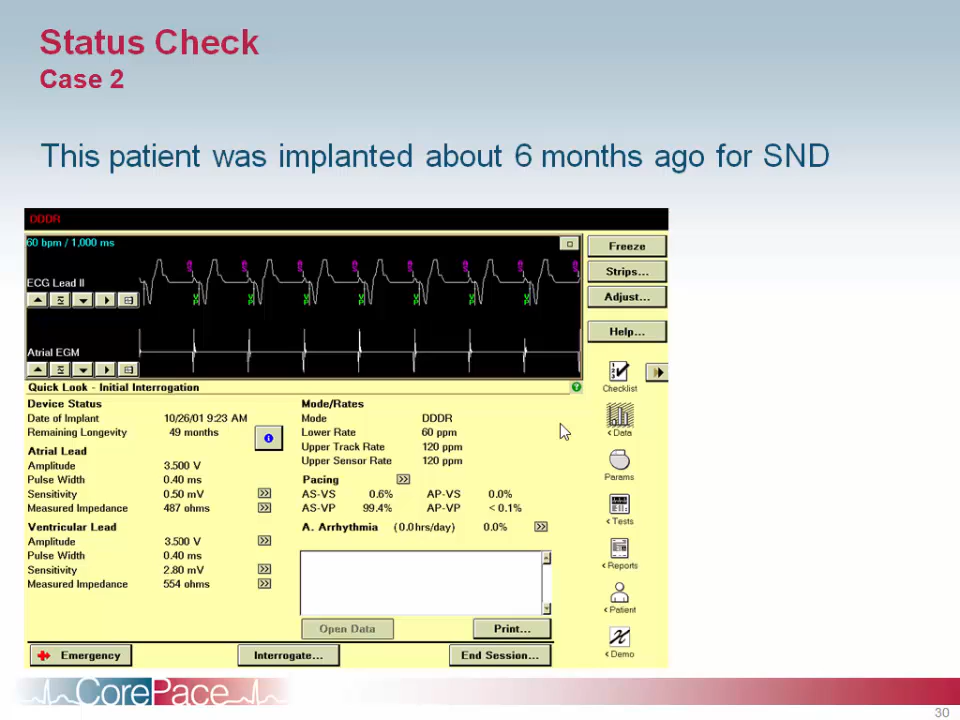 Status Check
Case 2
This patient was implanted about 6 months ago for SND
DDDR
60 bpm / 1,000 ms
ECG Lead II
Atrial EGM
Freeze
Strips...
Adjust...
Help...
Checklist
< Data
Params
< Tests
< Reports
< Patient
< Demo
Quick Look - Initial Interrogation
Device Status
Date of Implant 10/26/01 9:23 AM
Remaining Longevity 49 months
Atrial Lead
Amplitude 3.500 V
Pulse Width 0.40 ms
Sensitivity 0.50 mV >>
Measured Impedance 487 ohms >>
Ventricular Lead >>
Amplitude 3.500 V
Pulse Width 0.40 ms
Sensitivity 2.80 mV >>
Measured Impedance 554 ohms >>
Mode/Rates
Mode DDDR
Lower Rate 60 ppm
Upper Track Rate 120 ppm
Upper Sensor Rate 120 ppm
Pacing >>
AS-VS 0.6% AP-VS 0.0%
AS-VP 99.4% AP-VP < 0.1%
A. Arrhythmia (0.0hrs/day) 0.0% >>
Open Data
Print...
Emergency
Interrogate...
End Session...
CorePace
30